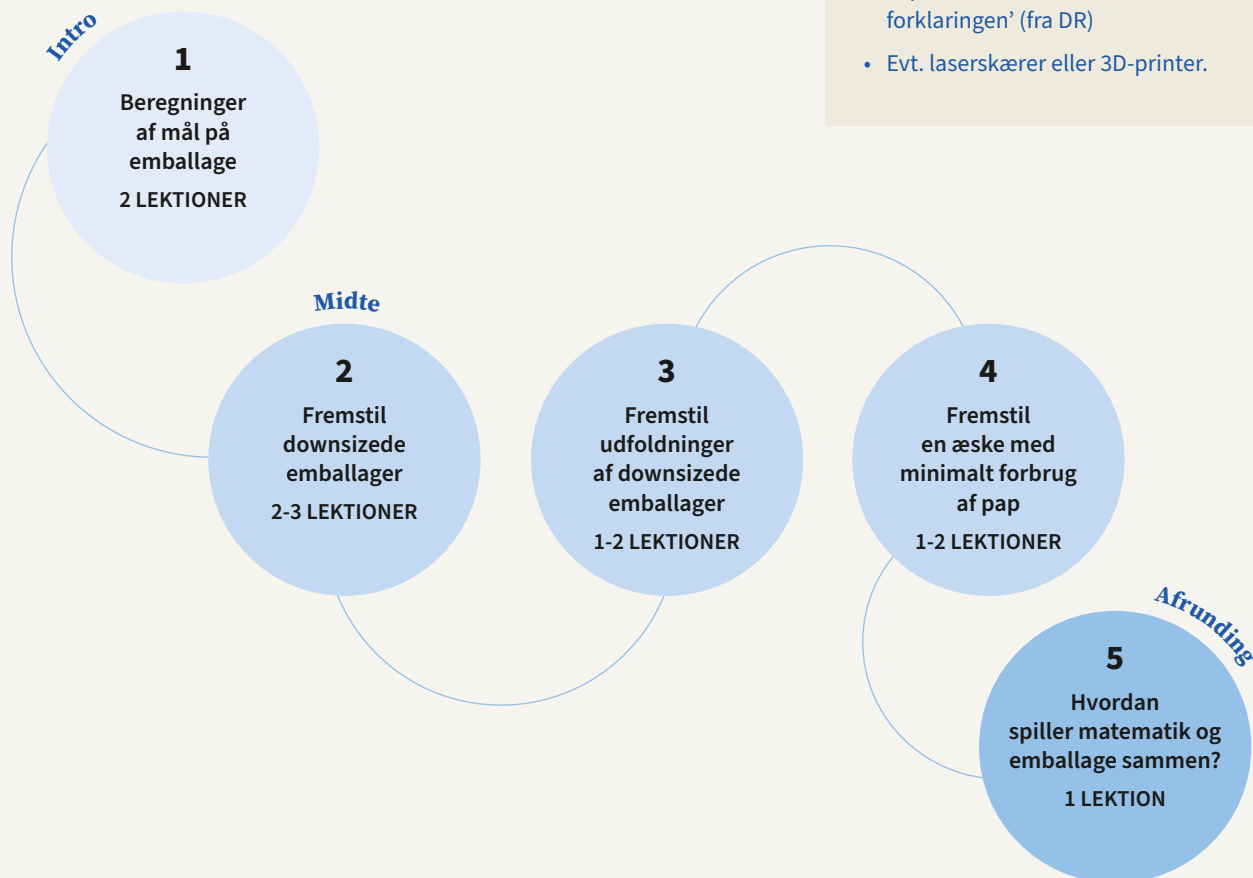 forklaringen’ (fra DR)
• Evt. laserskærer eller 3D-printer.
Intro
1
Beregninger
af mål på
emballage
2 LEKTIONER
Midte
2
Fremstil
downsizede
emballager
2-3 LEKTIONER
3
Fremstil
udfoldninger
af downsizede
emballager
1-2 LEKTIONER
4
Fremstil
en æske med
minimalt forbrug
af pap
1-2 LEKTIONER
Afrunding
5
Hvordan
spiller matematik og
emballage sammen?
1 LEKTION